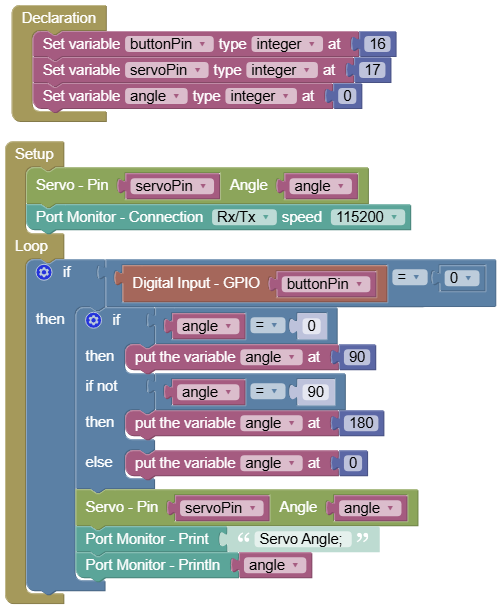 Declaration
Set variable buttonPin type integer at 16
Set variable servoPin type integer at 17
Set variable angle type integer at 0
Setup
Servo - Pin servoPin Angle angle
Port Monitor - Connection Rx/Tx speed 115200
Loop
if Digital Input - GPIO buttonPin = 0
then if angle = 0
then put the variable angle at 90
if not angle = 90
then put the variable angle at 180
else put the variable angle at 0
Servo - Pin servoPin Angle angle
Port Monitor - Print “ Servo Angle; ”
Port Monitor - Println angle